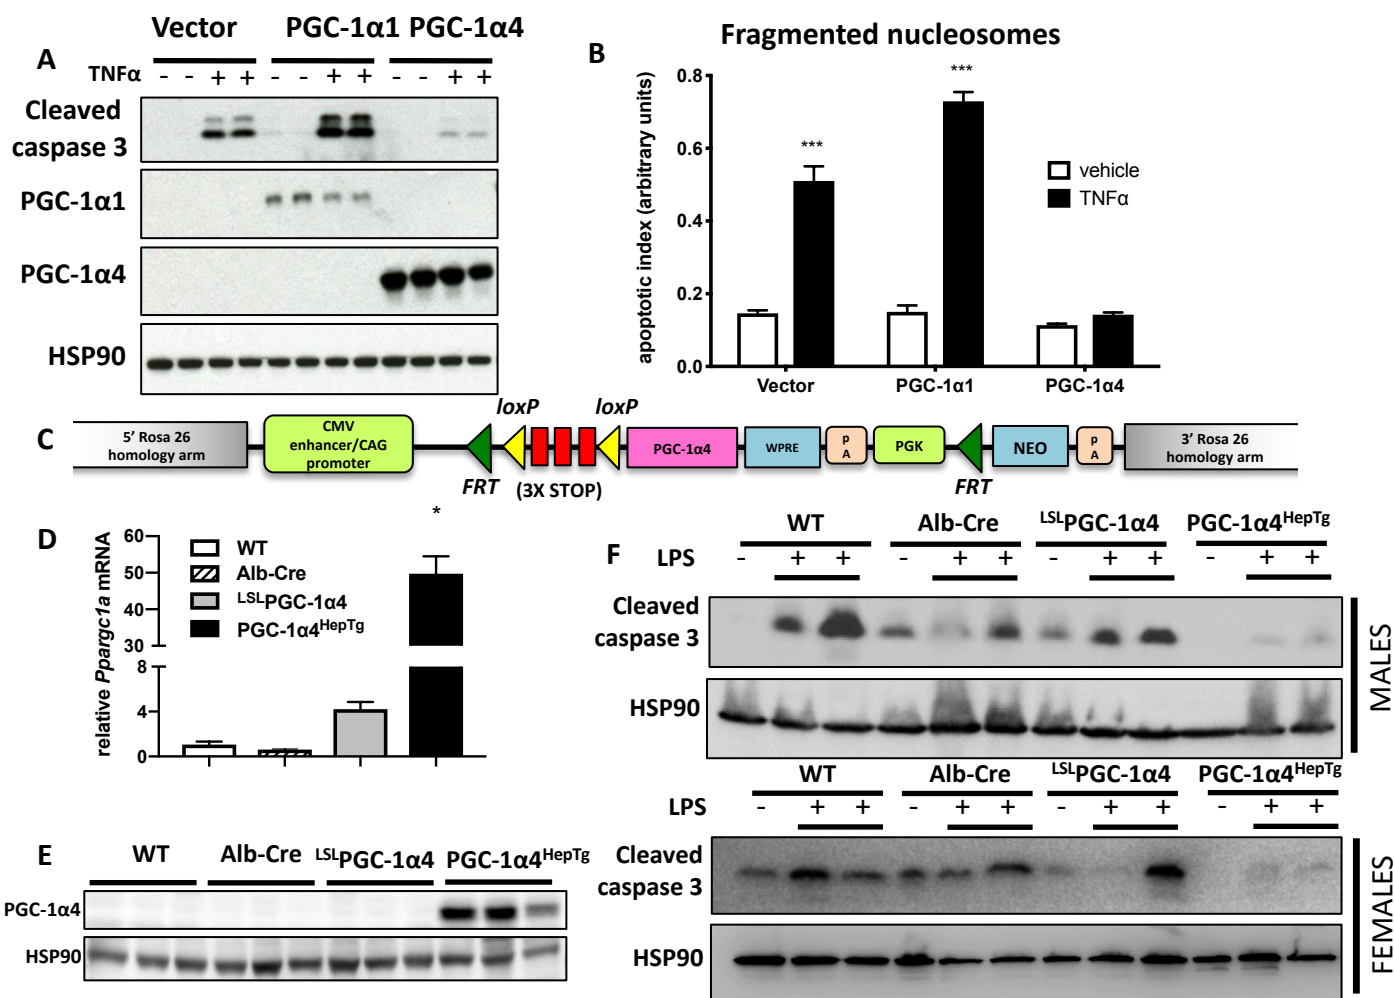 Vector PGC-1α1 PGC-1α4
A
TNFα - - + + - - + + - - + +
Cleaved
caspase 3
PGC-1α1
PGC-1α4
HSP90
B
Fragmented nucleosomes
apoptotic index (arbitrary units)
0.8
0.6
0.4
0.2
0.0
***
***
vehicle
TNFα
Vector PGC-1α1 PGC-1α4
C
loxP loxP
5' Rosa 26
homology arm
CMV
enhancer/CAG
promoter
PGC-1α4
WPRE
p
A
PGK
NEO
p
A
3' Rosa 26
homology arm
FRT (3X STOP) FRT
D
relative Ppargc1a mRNA
60
50
40
30
8
4
0
*
WT
Alb-Cre
LSLPGC-1α4
PGC-1α4HepTg
E
WT Alb-Cre LSLPGC-1α4 PGC-1α4HepTg
PGC-1α4
HSP90
F
WT Alb-Cre LSLPGC-1α4 PGC-1α4HepTg
LPS - + + - + + - + + - + +
Cleaved
caspase 3
HSP90
MALES
WT Alb-Cre LSLPGC-1α4 PGC-1α4HepTg
LPS - + + - + + - + + - + +
Cleaved
caspase 3
HSP90
FEMALES